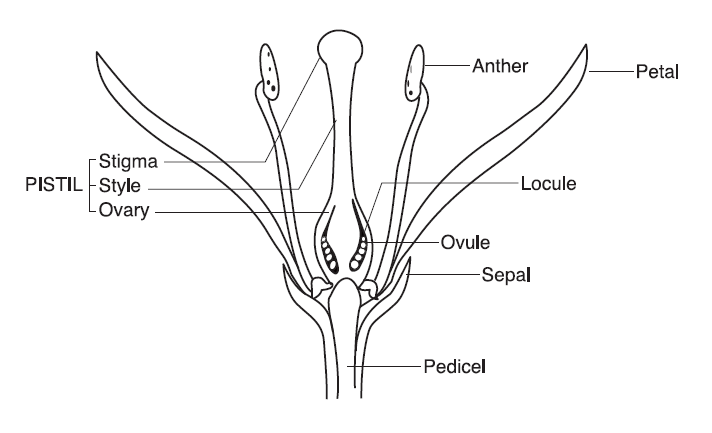 Anther
Petal
Stigma
PISTIL Style
Ovary
Locule
Ovule
Sepal
Pedicel